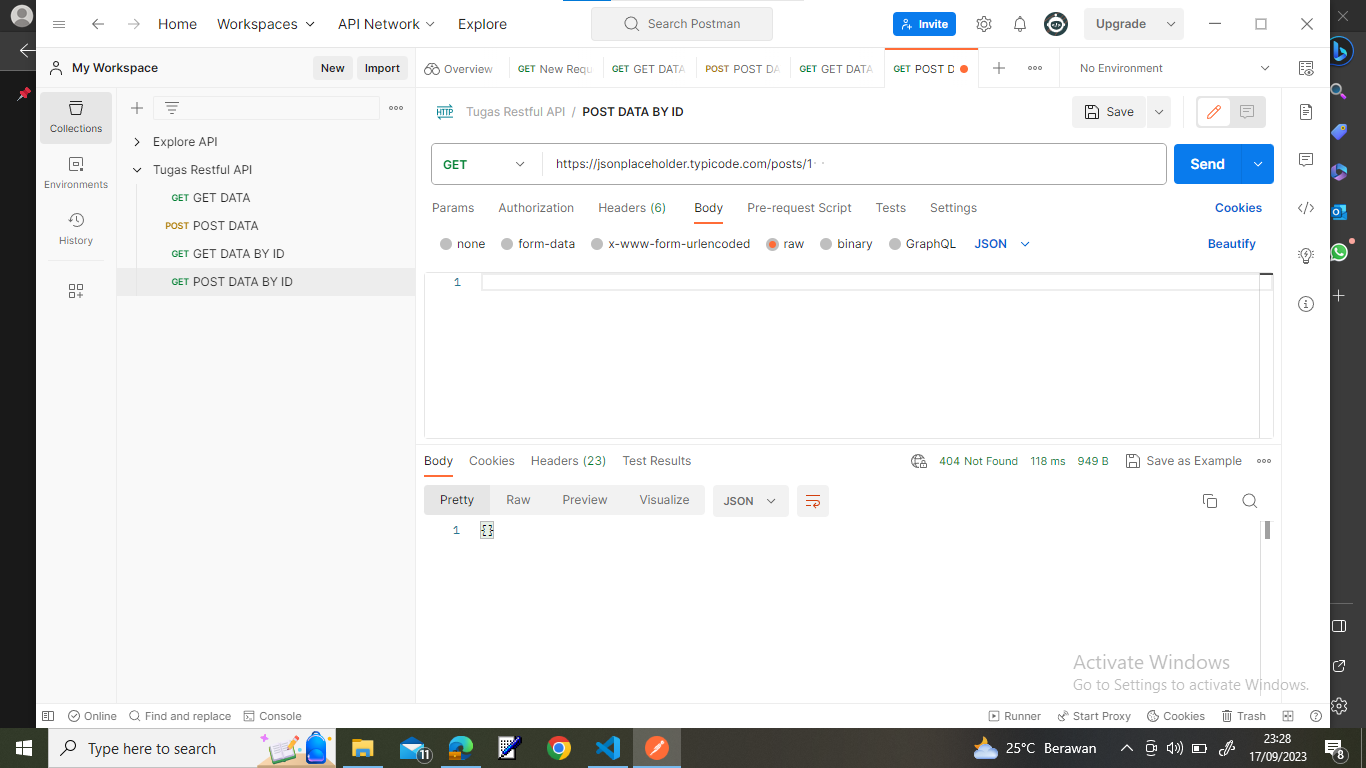 Home Workspaces API Network Explore Search Postman Invite Upgrade
My Workspace New Import Overview GET New Requ GET GET DATA POST POST DA GET GET DATA GET POST D No Environment
Collections
Environments
History
Explore API
Tugas Restful API
GET GET DATA
POST POST DATA
GET GET DATA BY ID
GET POST DATA BY ID
HTTP Tugas Restful API / POST DATA BY ID Save
GET https://jsonplaceholder.typicode.com/posts/1·· Send
Params Authorization Headers (6) Body Pre-request Script Tests Settings Cookies
none form-data x-www-form-urlencoded raw binary GraphQL JSON Beautify
1
Body Cookies Headers (23) Test Results 404 Not Found 118 ms 949 B Save as Example
Pretty Raw Preview Visualize JSON
1 {}
Activate Windows
Go to Settings to activate Windows.
Online Find and replace Console Runner Start Proxy Cookies Trash
Type here to search 11 25°C Berawan 23:28
17/09/2023 8